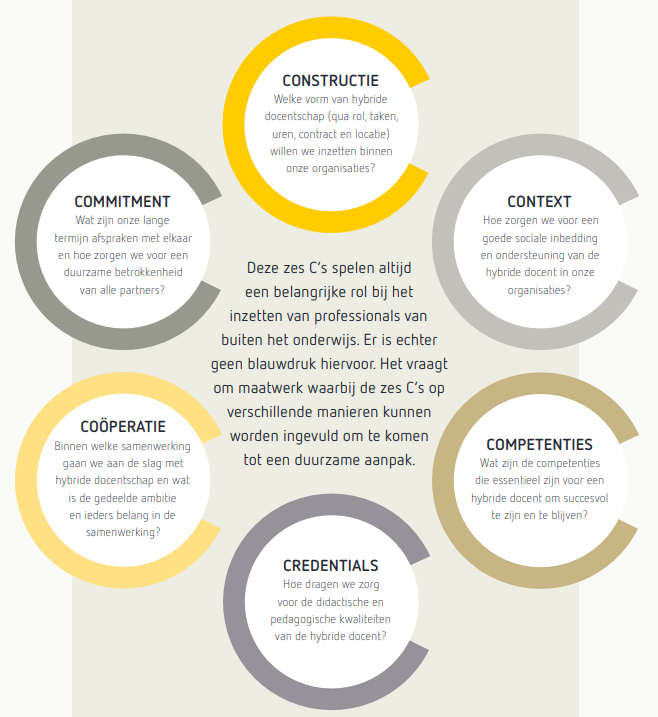 CONSTRUCTIE
Welke vorm van hybride
docentschap (qua rol, taken,
uren, contract en locatie)
willen we inzetten binnen
onze organisaties?
COMMITMENT
Wat zijn onze lange
termijn afspraken met elkaar
en hoe zorgen we voor een
duurzame betrokkenheid
van alle partners?
CONTEXT
Hoe zorgen we voor een
goede sociale inbedding
en ondersteuning van de
hybride docent in onze
organisaties?
Deze zes C's spelen altijd
een belangrijke rol bij het
inzetten van professionals van
buiten het onderwijs. Er is echter
geen blauwdruk hiervoor. Het vraagt
om maatwerk waarbij de zes C's op
verschillende manieren kunnen
worden ingevuld om te komen
tot een duurzame aanpak.
COÖPERATIE
Binnen welke samenwerking
gaan we aan de slag met
hybride docentschap en wat
is de gedeelde ambitie
en ieders belang in de
samenwerking?
COMPETENTIES
Wat zijn de competenties
die essentieel zijn voor een
hybride docent om succesvol
te zijn en te blijven?
CREDENTIALS
Hoe dragen we zorg
voor de didactische en
pedagogische kwaliteiten
van de hybride docent?